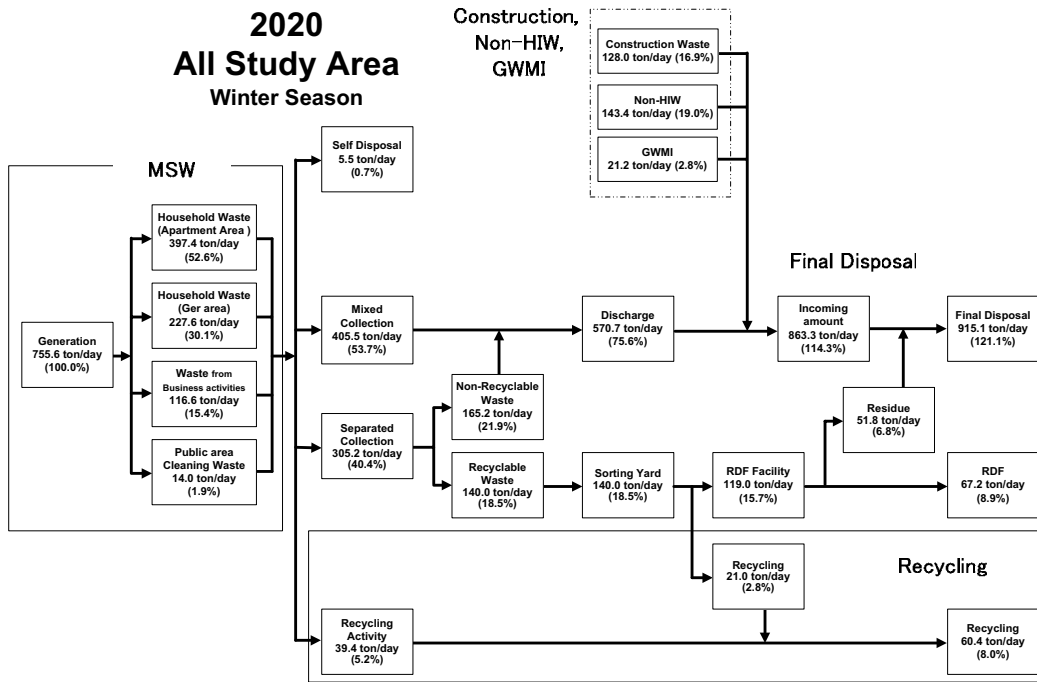 2020
All Study Area
Winter Season
Construction,
Non-HIW,
GWMI
Construction Waste
128.0 ton/day (16.9%)
Non-HIW
143.4 ton/day (19.0%)
GWMI
21.2 ton/day (2.8%)
MSW
Generation
755.6 ton/day
(100.0%)
Household Waste
(Apartment Area )
397.4 ton/day
(52.6%)
Household Waste
(Ger area)
227.6 ton/day
(30.1%)
Waste from
Business activities
116.6 ton/day
(15.4%)
Public area
Cleaning Waste
14.0 ton/day
(1.9%)
Self Disposal
5.5 ton/day
(0.7%)
Mixed
Collection
405.5 ton/day
(53.7%)
Separated
Collection
305.2 ton/day
(40.4%)
Non-Recyclable
Waste
165.2 ton/day
(21.9%)
Recyclable
Waste
140.0 ton/day
(18.5%)
Discharge
570.7 ton/day
(75.6%)
Sorting Yard
140.0 ton/day
(18.5%)
Final Disposal
Incoming
amount
863.3 ton/day
(114.3%)
Final Disposal
915.1 ton/day
(121.1%)
Residue
51.8 ton/day
(6.8%)
RDF Facility
119.0 ton/day
(15.7%)
RDF
67.2 ton/day
(8.9%)
Recycling
Recycling
21.0 ton/day
(2.8%)
Recycling
Activity
39.4 ton/day
(5.2%)
Recycling
60.4 ton/day
(8.0%)